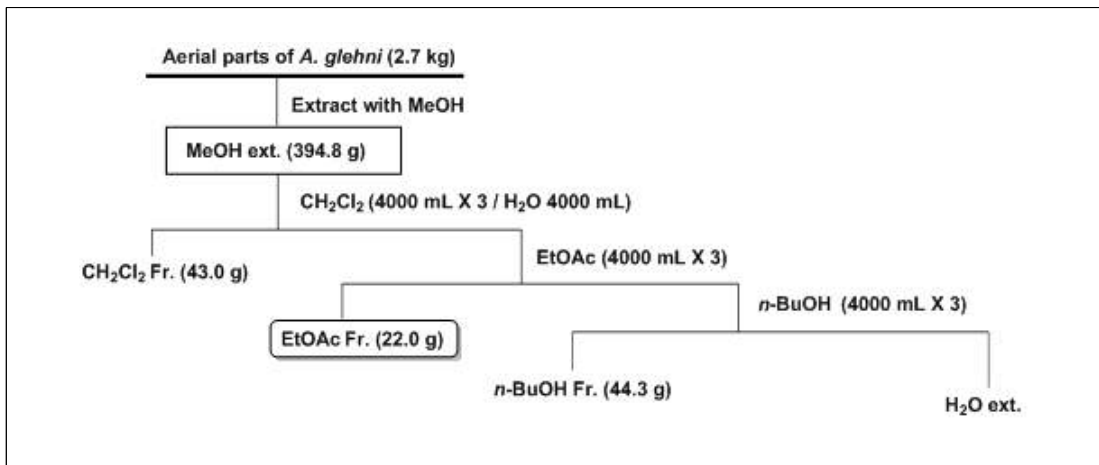 Aerial parts of A. glehni (2.7 kg)
Extract with MeOH
MeOH ext. (394.8 g)
CH₂Cl₂ (4000 mL X 3 / H₂O 4000 mL)
EtOAc (4000 mL X 3)
CH₂Cl₂ Fr. (43.0 g)
n-BuOH (4000 mL X 3)
EtOAc Fr. (22.0 g)
n-BuOH Fr. (44.3 g)
H₂O ext.